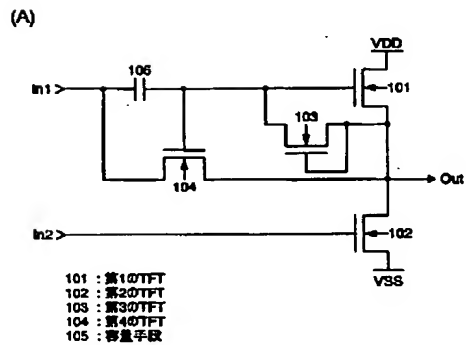 (A)
VDD
In1
105
101
103
104
Out
In2
102
VSS
101 : 第1のTFT
102 : 第2のTFT
103 : 第3のTFT
104 : 第4のTFT
105 : 容量手段